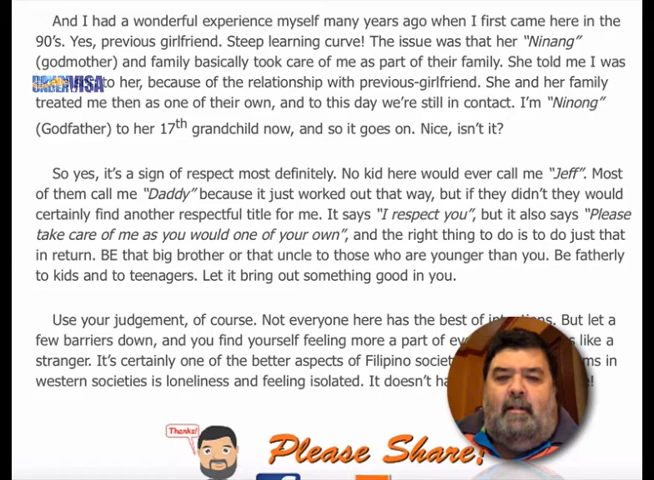 And I had a wonderful experience myself many years ago when I first came here in the
90's. Yes, previous girlfriend. Steep learning curve! The issue was that her "Ninang"
(godmother) and family basically took care of me as part of their family. She told me I was
to her, because of the relationship with previous-girlfriend. She and her family
treated me then as one of their own, and to this day we're still in contact. I'm "Ninong"
(Godfather) to her 17th grandchild now, and so it goes on. Nice, isn't it?
So yes, it's a sign of respect most definitely. No kid here would ever call me "Jeff". Most
of them call me "Daddy" because it just worked out that way, but if they didn't they would
certainly find another respectful title for me. It says "I respect you", but it also says "Please
take care of me as you would one of your own", and the right thing to do is to do just that
in return. BE that big brother or that uncle to those who are younger than you. Be fatherly
to kids and to teenagers. Let it bring out something good in you.
Use your judgement, of course. Not everyone here has the best of But let a
few barriers down, and you find yourself feeling more a part of like a
stranger. It's certainly one of the better aspects of Filipino in
western societies is loneliness and feeling isolated. It doesn't
Thanks!
Please Share!